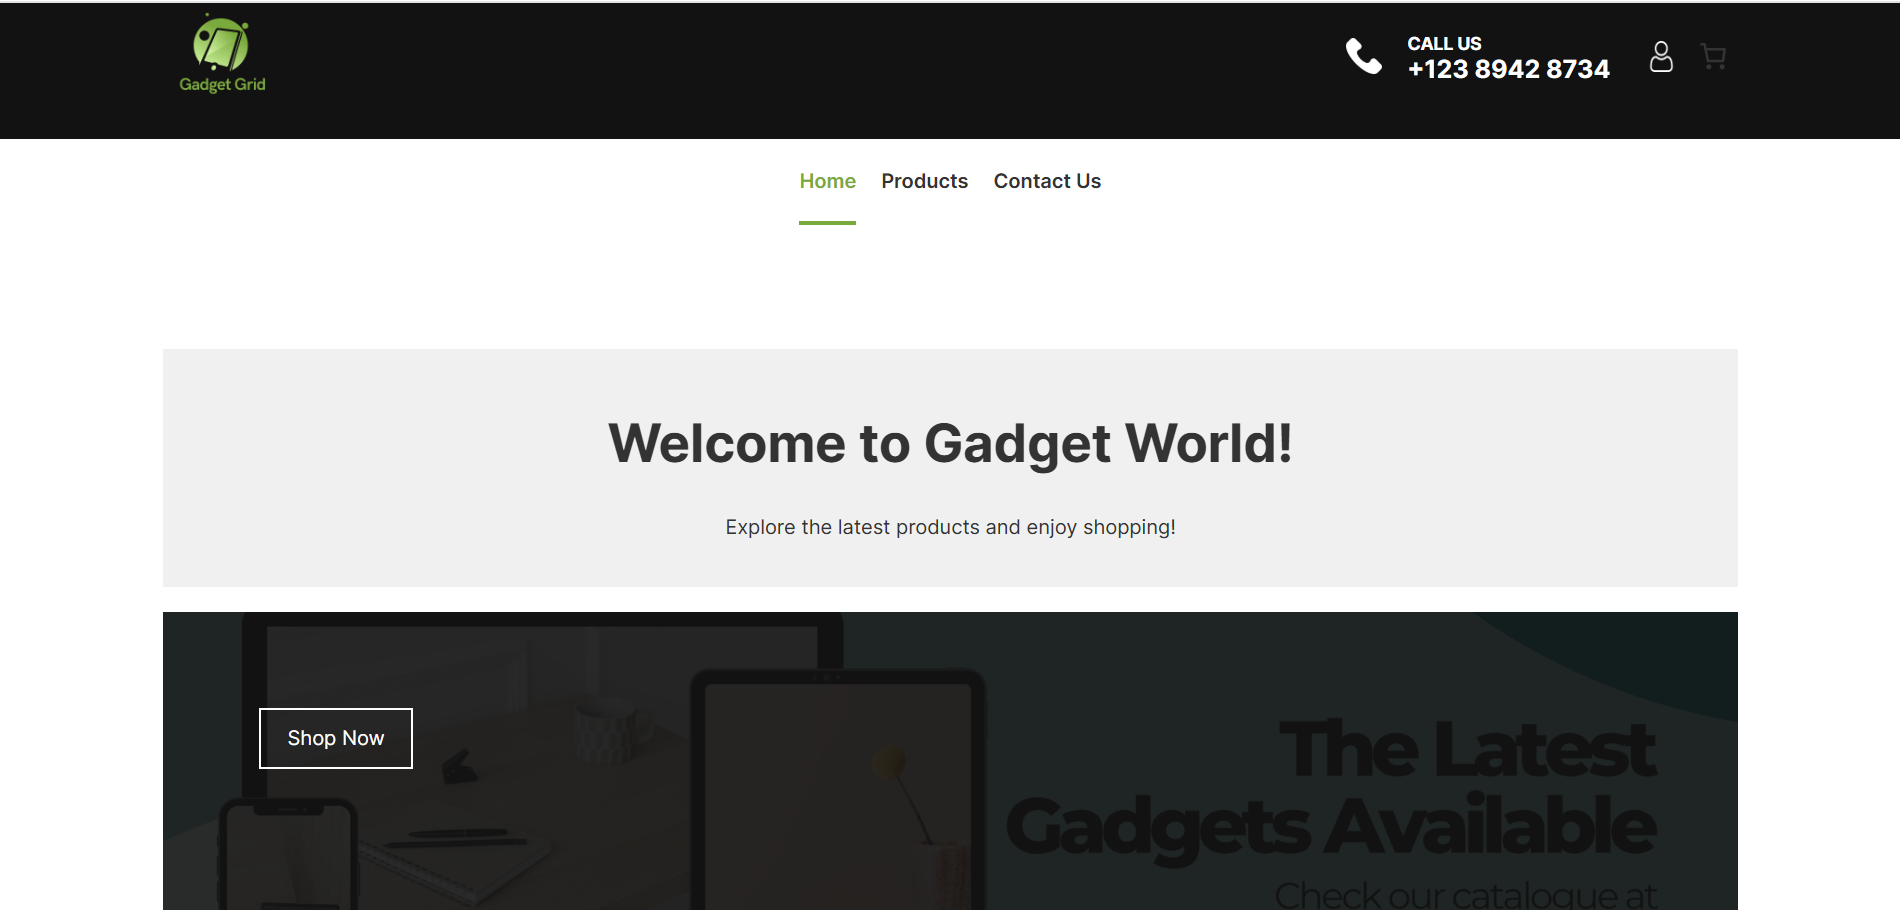 Gadget Grid
CALL US
+123 8942 8734
Home Products Contact Us
Welcome to Gadget World!
Explore the latest products and enjoy shopping!
Shop Now
The Latest
Gadgets Available
Check our catalogue at